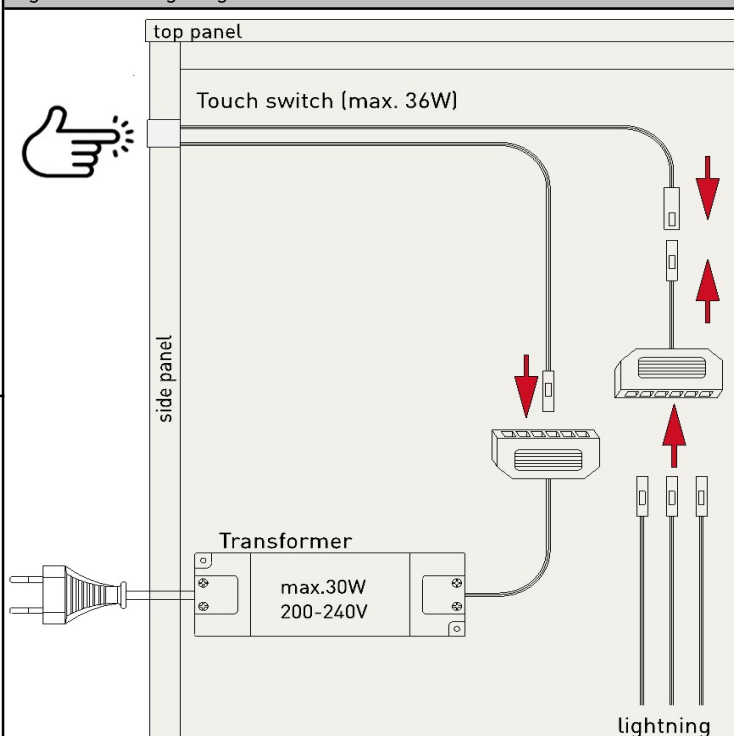 top panel
Touch switch (max. 36W)
side panel
Transformer
max.30W
200-240V
lightning